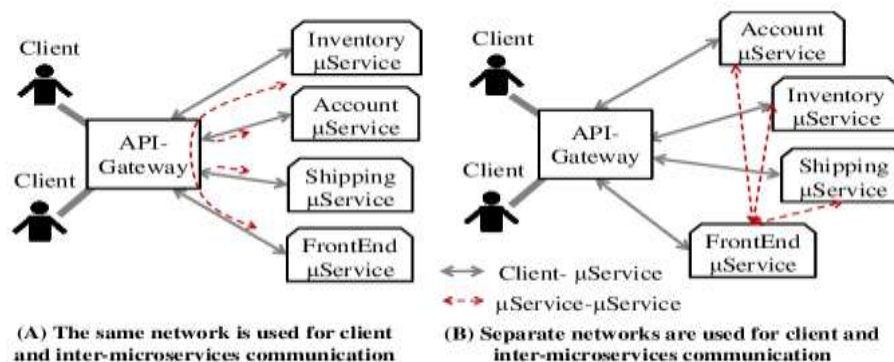 Client
Inventory
μService
Account
μService
API-
Gateway
Client
Shipping
μService
FrontEnd
μService
(A) The same network is used for client
and inter-microservices communication
Client
Account
μService
Inventory
μService
API-
Gateway
Client
Shipping
μService
FrontEnd
μService
Client- μService
μService-μService
(B) Separate networks are used for client and
inter-microservices communication